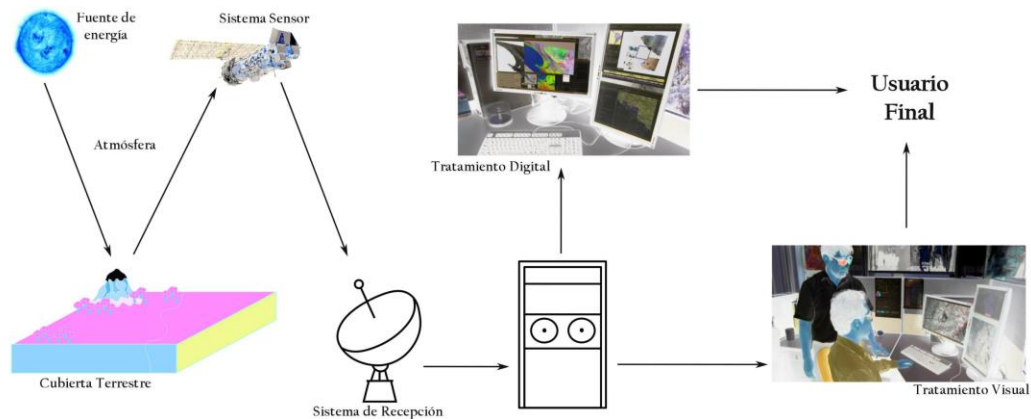 Fuente de
energía
Sistema Sensor
Atmósfera
Cubierta Terrestre
Sistema de Recepción
Tratamiento Digital
Usuario
Final
Tratamiento Visual